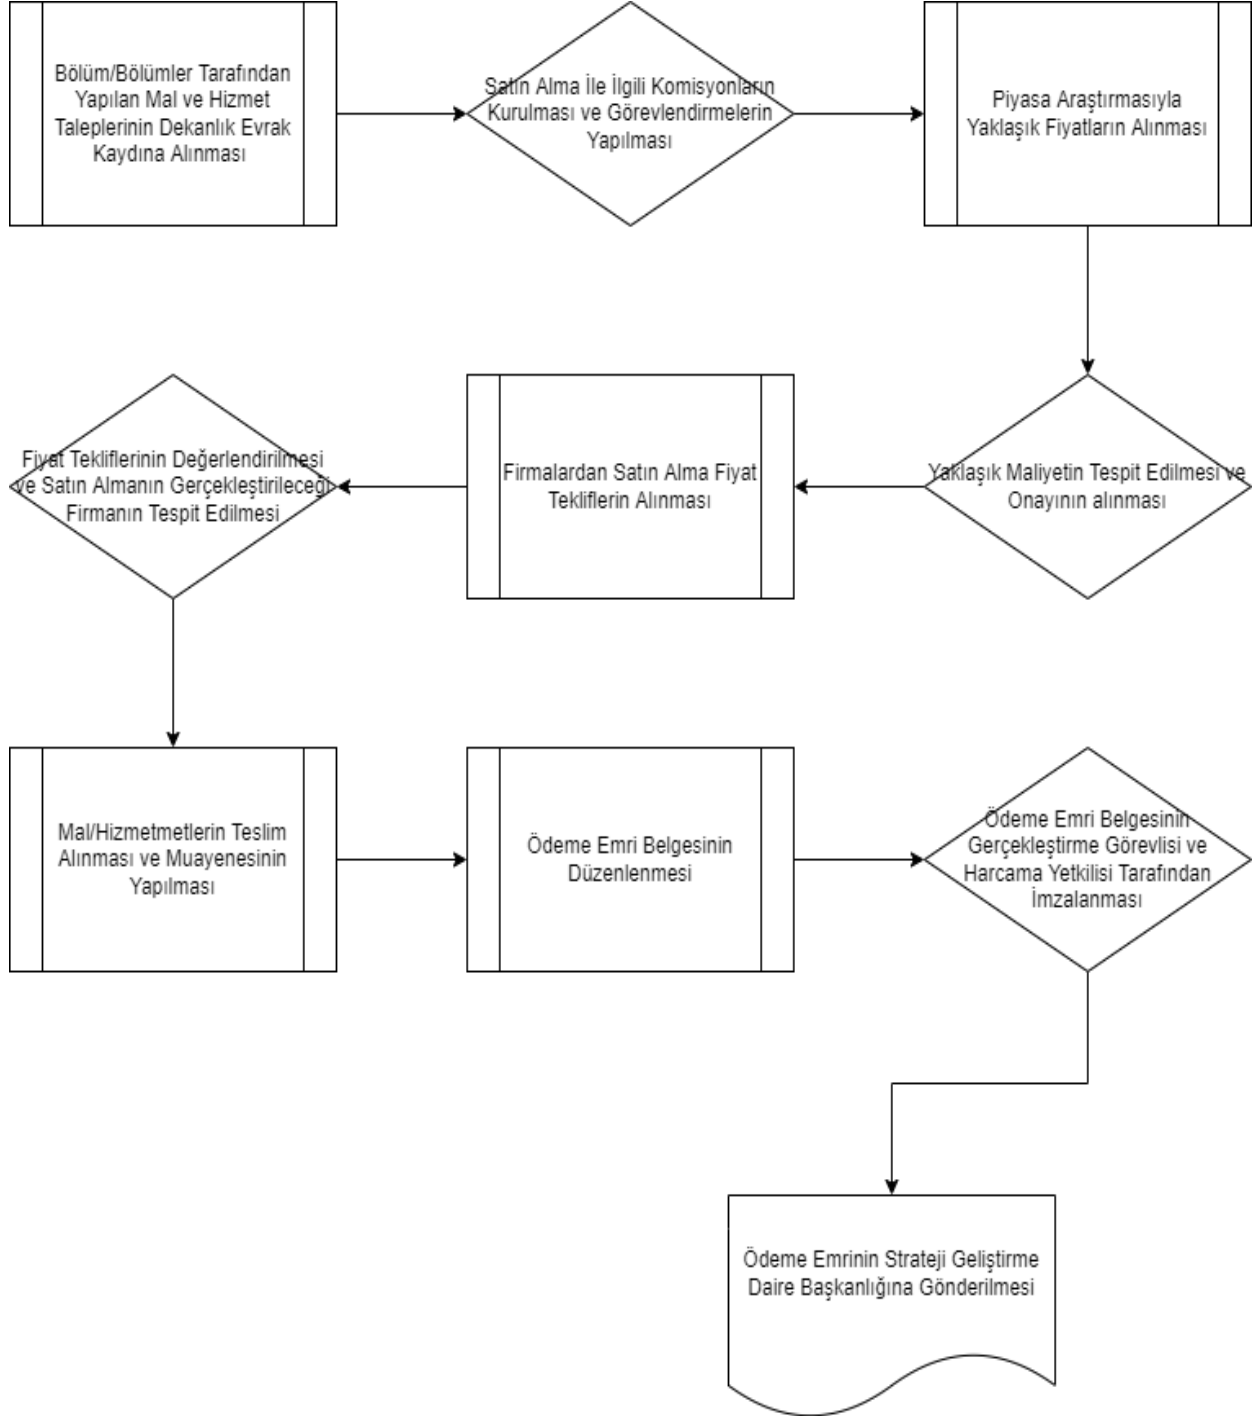 Bölüm/Bölümler Tarafından
Yapılan Mal ve Hizmet
Taleplerinin Dekanlık Evrak
Kaydına Alınması
Satın Alma İle İlgili Komisyonların
Kurulması ve Görevlendirmelerin
Yapılması
Piyasa Araştırmasıyla
Yaklaşık Fiyatların Alınması
Yaklaşık Maliyetin Tespit Edilmesi ve
Onayının alınması
Firmalardan Satın Alma Fiyat
Tekliflerin Alınması
Fiyat Tekliflerinin Değerlendirilmesi
ve Satın Almanın Gerçekleştirileceği
Firmanın Tespit Edilmesi
Mal/Hizmetmetlerin Teslim
Alınması ve Muayenesinin
Yapılması
Ödeme Emri Belgesinin
Düzenlenmesi
Ödeme Emri Belgesinin
Gerçekleştirme Görevlisi ve
Harcama Yetkilisi Tarafından
İmzalanması
Ödeme Emrinin Strateji Geliştirme
Daire Başkanlığına Gönderilmesi